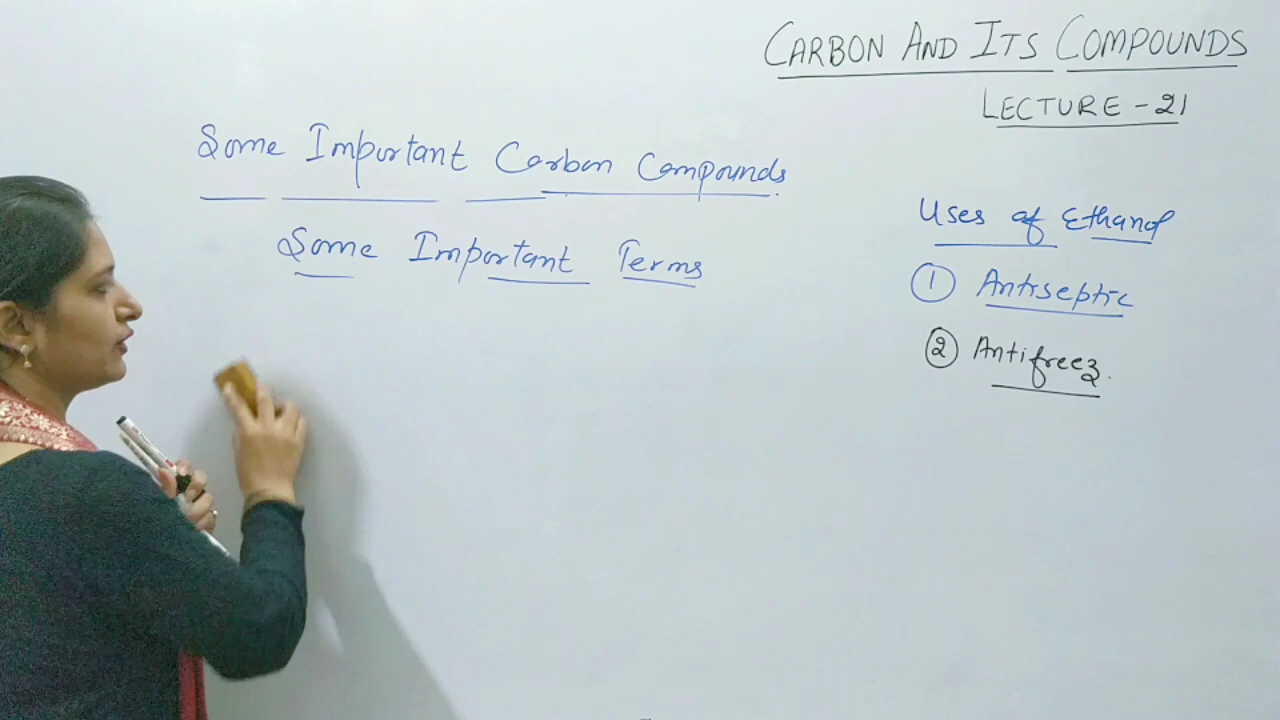 CARBON AND ITS COMPOUNDS
LECTURE - 21
Some Important Carbon Compounds
Some Important Terms
Uses of Ethanol
① Antiseptic
② Antifreez.